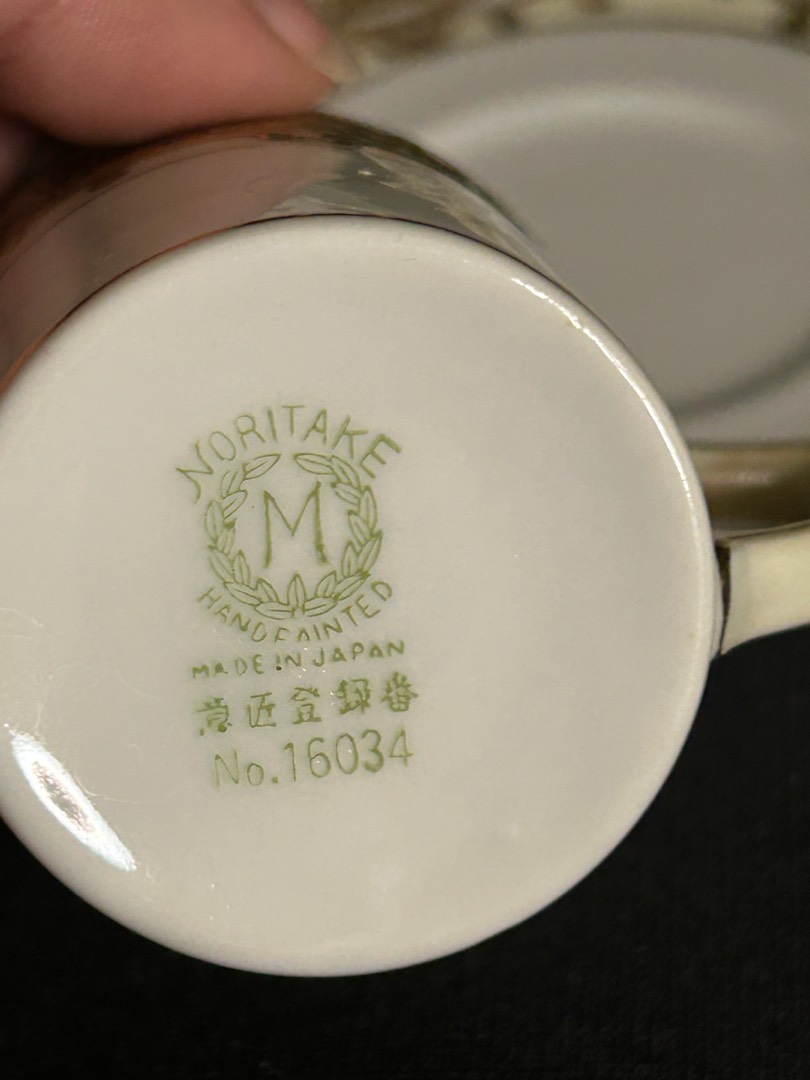 NORITAKE
M
HANDPAINTED
MADE IN JAPAN
意匠登録番
No.16034